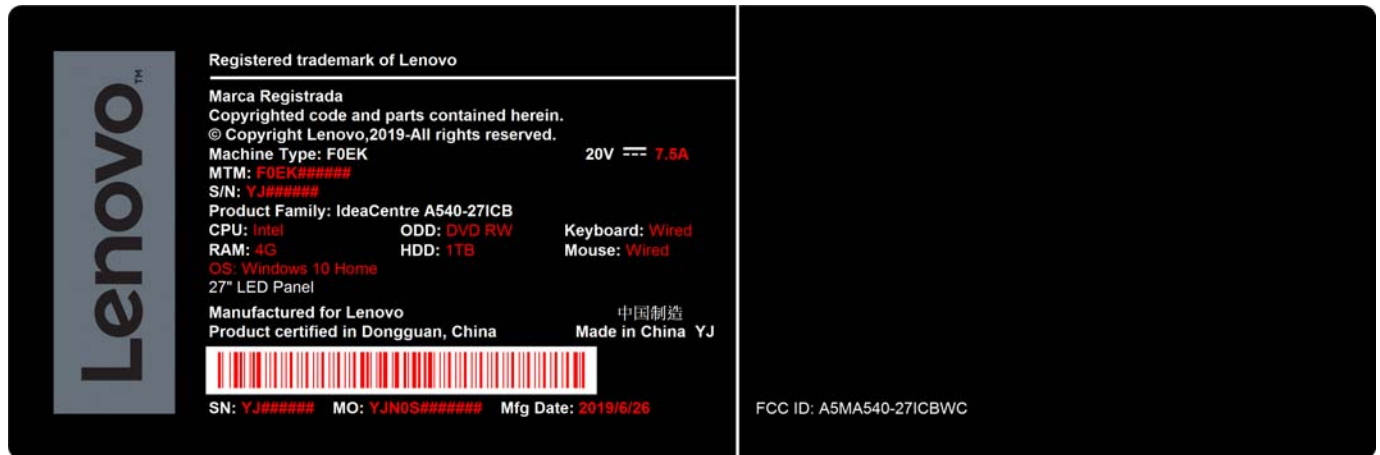 Lenovo™
Registered trademark of Lenovo
Marca Registrada
Copyrighted code and parts contained herein.
© Copyright Lenovo,2019-All rights reserved.
Machine Type: F0EK 20V 7.5A
MTM: F0EK######
S/N: YJ######
Product Family: IdeaCentre A540-27ICB
CPU: Intel ODD: DVD RW Keyboard: Wired
RAM: 4G HDD: 1TB Mouse: Wired
OS: Windows 10 Home
27" LED Panel
Manufactured for Lenovo 中国制造
Product certified in Dongguan, China Made in China YJ
SN: YJ###### MO: YJN0S####### Mfg Date: 2019/6/26
FCC ID: A5MA540-27ICBWC